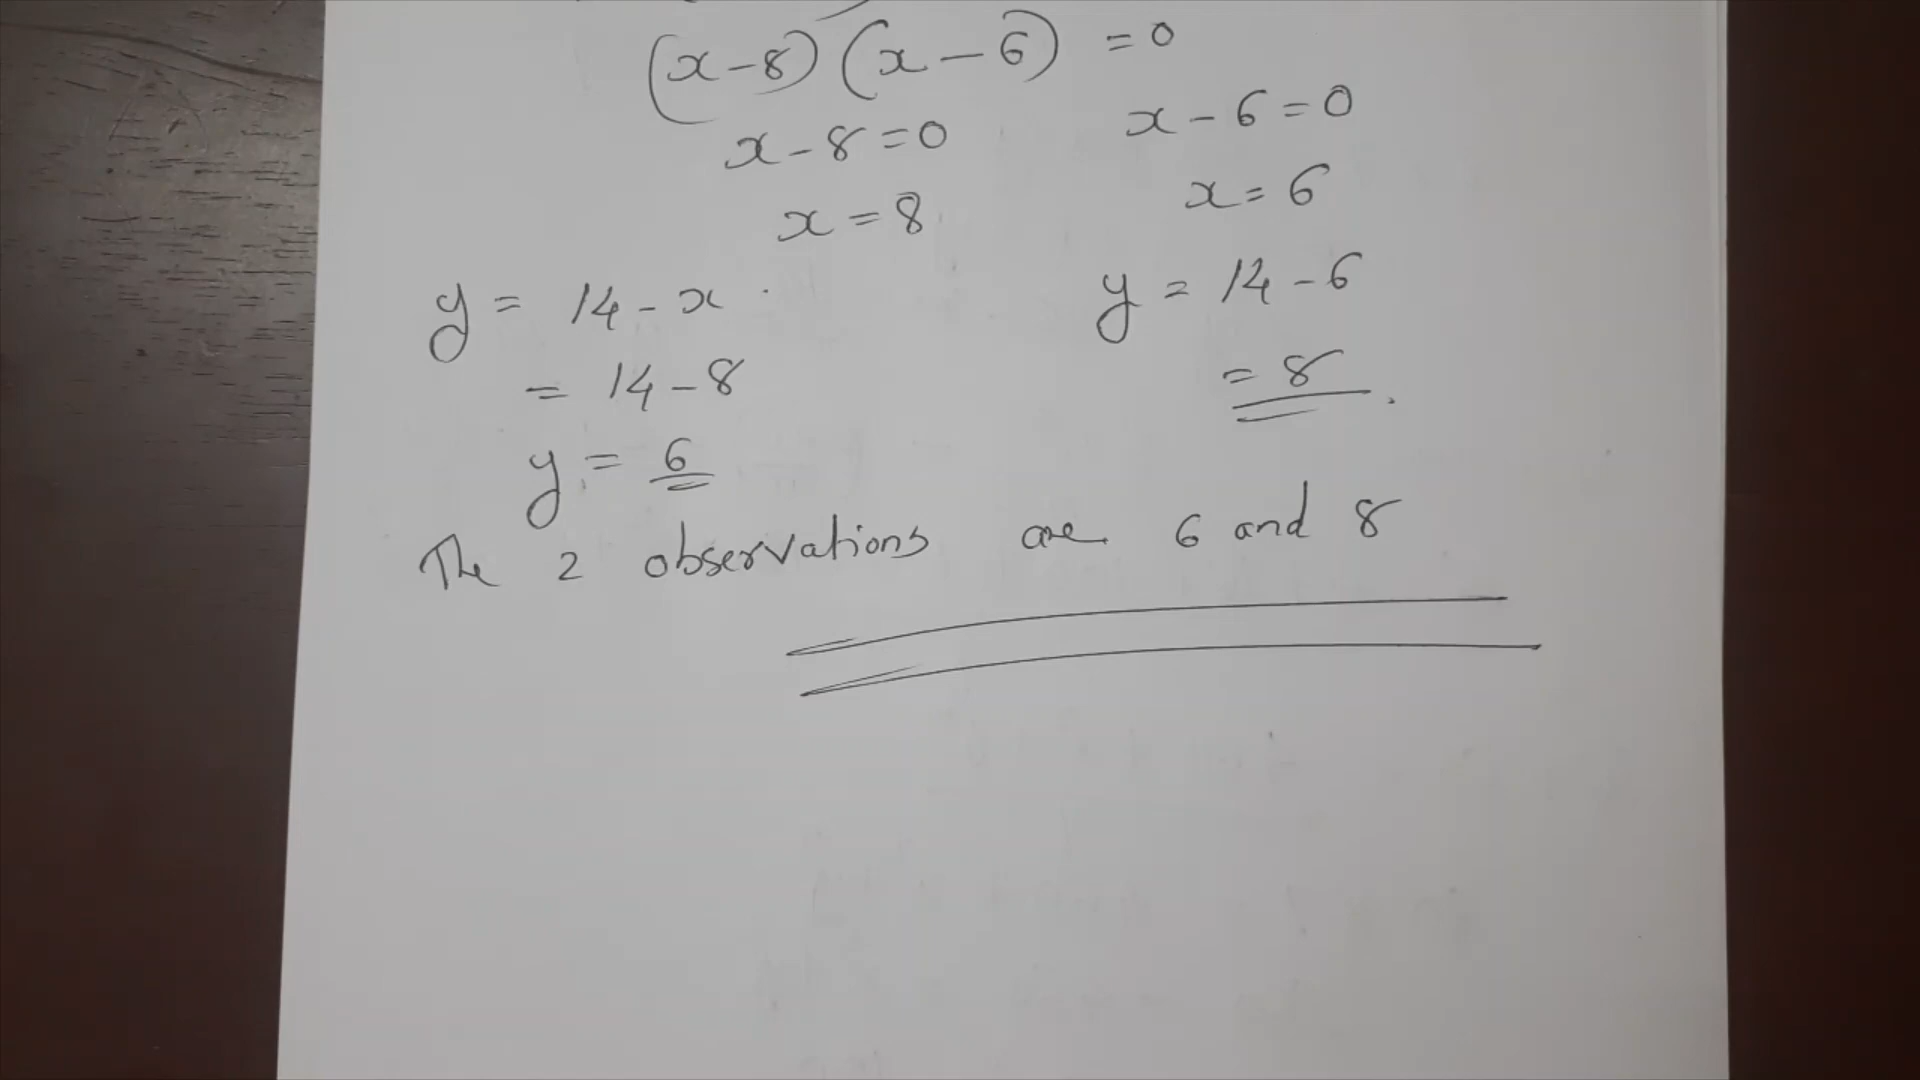 (x-8)(x-6) = 0
x-8=0
x-6=0
x=8
x=6
y = 14-x
y = 14-6
= 14-8
= 8
y = 6
The 2 observations are 6 and 8